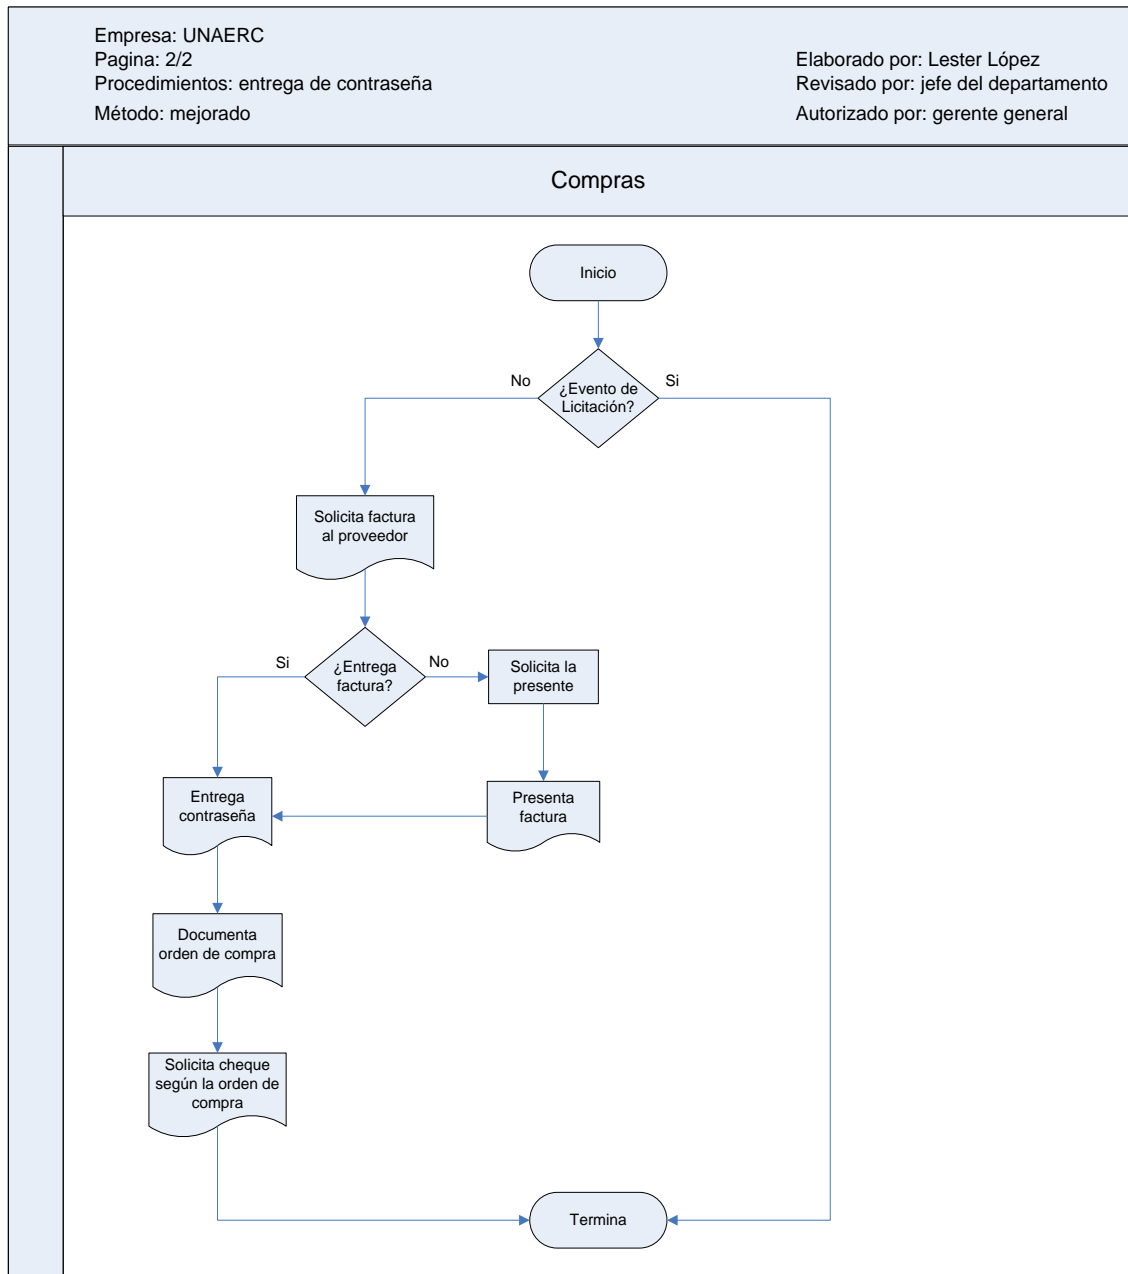 Empresa: UNAERC
Pagina: 2/2
Procedimientos: entrega de contraseña
Método: mejorado
Elaborado por: Lester López
Revisado por: jefe del departamento
Autorizado por: gerente general
Compras
Inicio
¿Evento de
Licitación?
No
Si
Solicita factura
al proveedor
¿Entrega
factura?
Si
No
Solicita la
presente
Entrega
contraseña
Presenta
factura
Documenta
orden de compra
Solicita cheque
según la orden de
compra
Termina